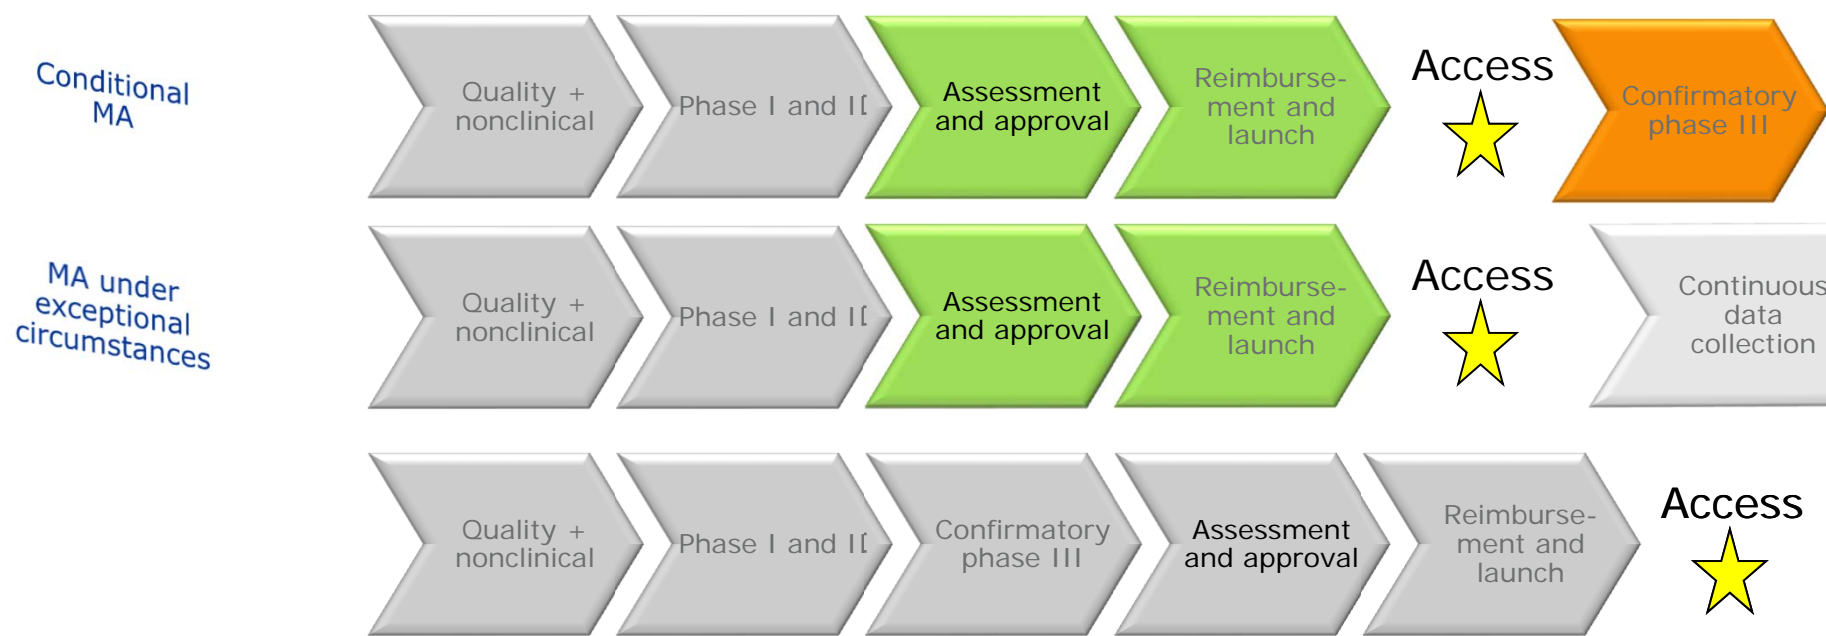 Conditional
MA
Quality +
nonclinical
Phase I and II
Assessment
and approval
Reimburse-
ment and
launch
Access
Confirmatory
phase III
MA under
exceptional
circumstances
Quality +
nonclinical
Phase I and II
Assessment
and approval
Reimburse-
ment and
launch
Access
Continuous
data
collection
Quality +
nonclinical
Phase I and II
Confirmatory
phase III
Assessment
and approval
Reimburse-
ment and
launch
Access